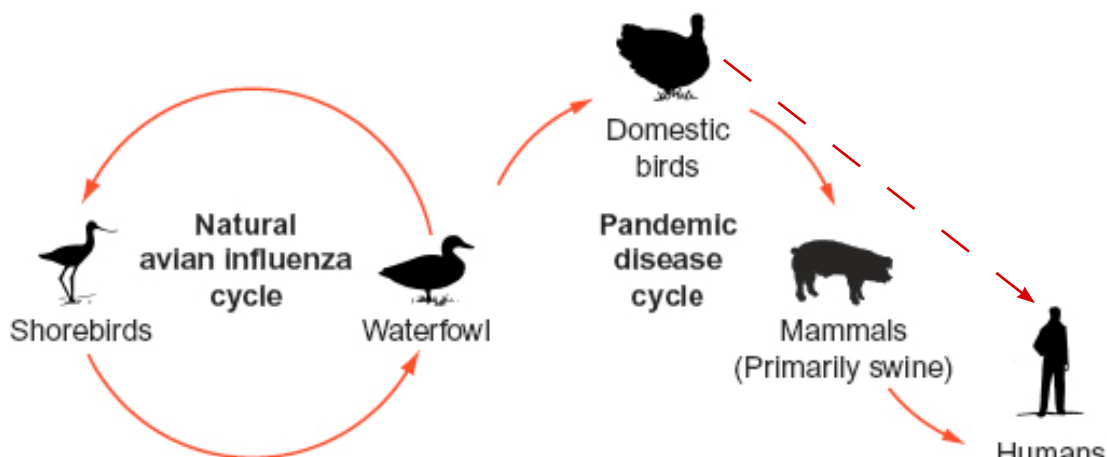 Domestic
birds
Natural
avian influenza
cycle
Pandemic
disease
cycle
Shorebirds
Waterfowl
Mammals
(Primarily swine)
Humans